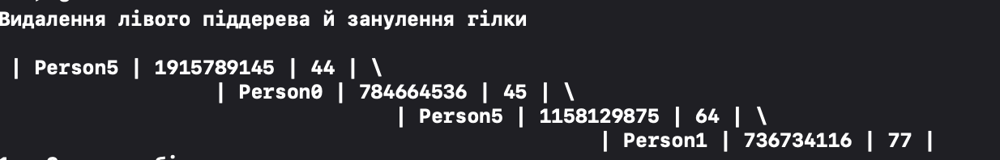 Видалення лівого піддерева й занулення гілки
| Person5 | 1915789145 | 44 | \
| Person0 | 784664536 | 45 | \
| Person5 | 1158129875 | 64 | \
| Person1 | 736734116 | 77 |